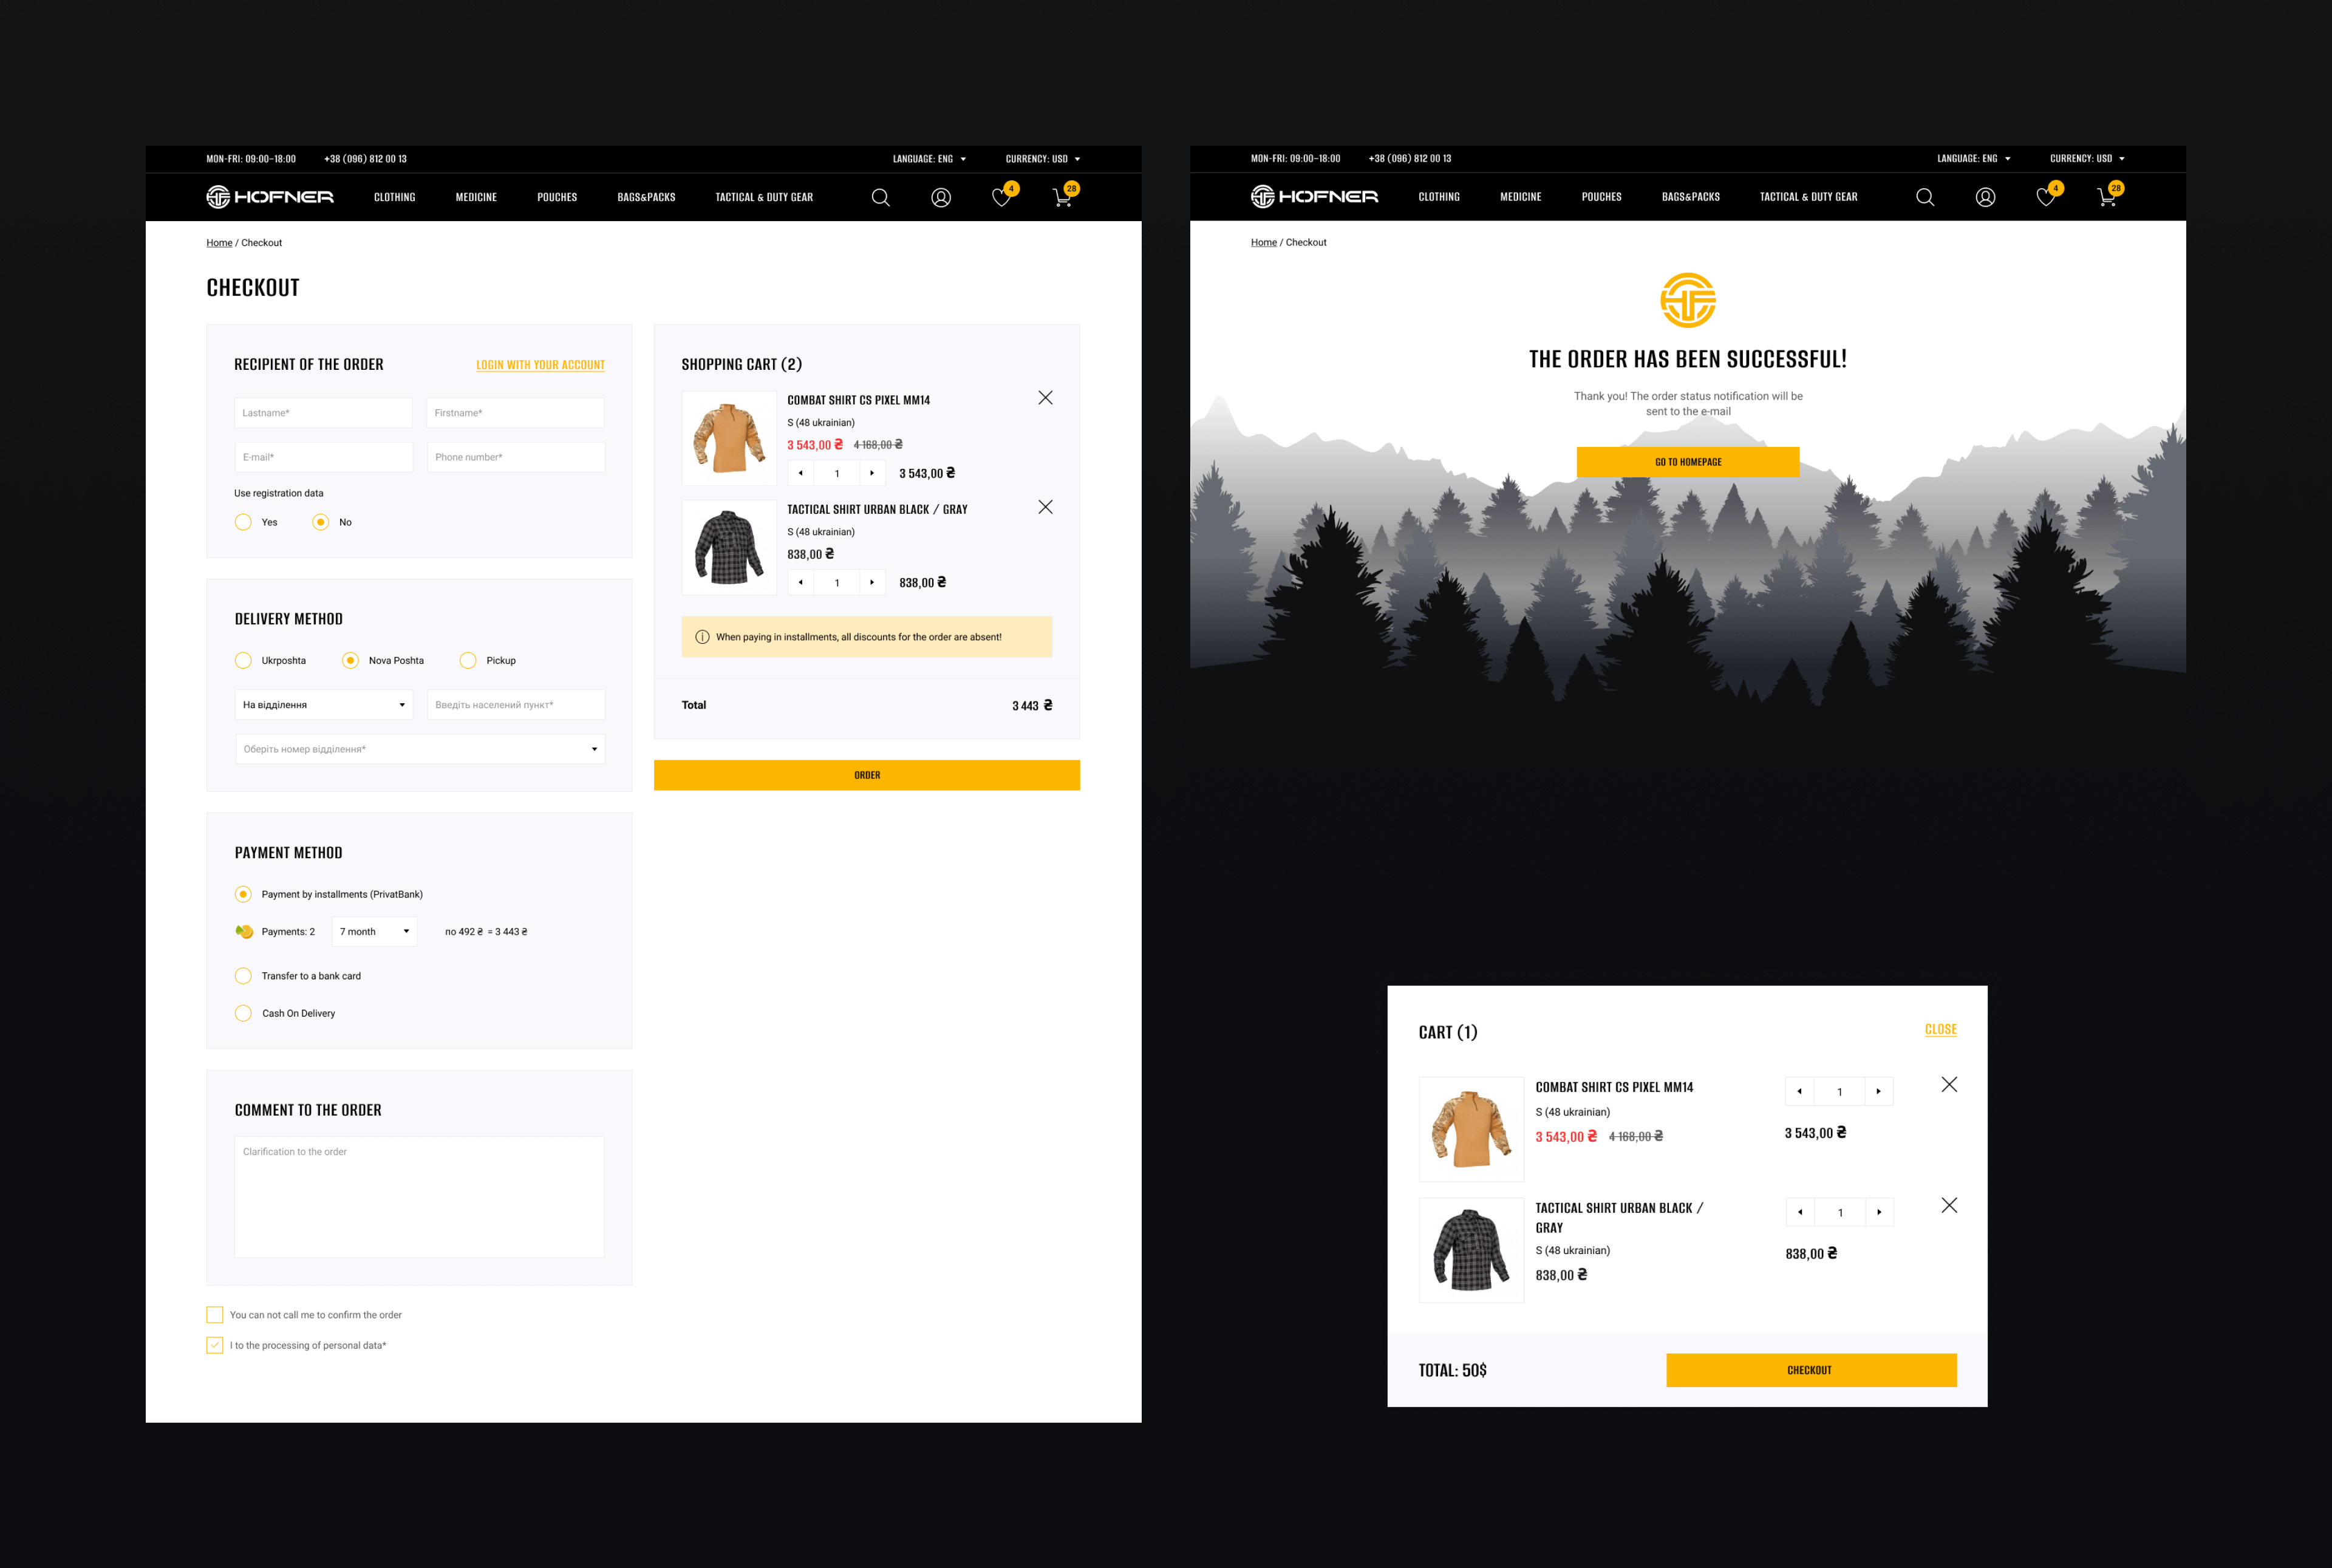 MON-FRI: 09:00–18:00 +38 (096) 812 00 13 LANGUAGE: ENG CURRENCY: USD
HOFNER CLOTHING MEDICINE POUCHES BAGS&PACKS TACTICAL & DUTY GEAR 4 28
Home / Checkout
CHECKOUT
RECIPIENT OF THE ORDER LOGIN WITH YOUR ACCOUNT
Lastname* Firstname*
E-mail* Phone number*
Use registration data
Yes No
DELIVERY METHOD
Ukrposhta Nova Poshta Pickup
На відділення Введіть населений пункт*
Оберіть номер відділення*
PAYMENT METHOD
Payment by installments (PrivatBank)
Payments: 2 7 month по 492 ₴ = 3 443 ₴
Transfer to a bank card
Cash On Delivery
COMMENT TO THE ORDER
Clarification to the order
You can not call me to confirm the order
I to the processing of personal data*
SHOPPING CART (2)
COMBAT SHIRT CS PIXEL MM14
S (48 ukrainian)
3 543,00 ₴ 4 168,00 ₴
1 3 543,00 ₴
TACTICAL SHIRT URBAN BLACK / GRAY
S (48 ukrainian)
838,00 ₴
1 838,00 ₴
When paying in installments, all discounts for the order are absent!
Total 3 443 ₴
ORDER
MON-FRI: 09:00–18:00 +38 (096) 812 00 13 LANGUAGE: ENG CURRENCY: USD
HOFNER CLOTHING MEDICINE POUCHES BAGS&PACKS TACTICAL & DUTY GEAR 4 28
Home / Checkout
THE ORDER HAS BEEN SUCCESSFUL!
Thank you! The order status notification will be
sent to the e-mail
GO TO HOMEPAGE
CART (1) CLOSE
COMBAT SHIRT CS PIXEL MM14 1
S (48 ukrainian)
3 543,00 ₴ 4 168,00 ₴ 3 543,00 ₴
TACTICAL SHIRT URBAN BLACK / 1
GRAY
S (48 ukrainian) 838,00 ₴
838,00 ₴
TOTAL: 50$ CHECKOUT